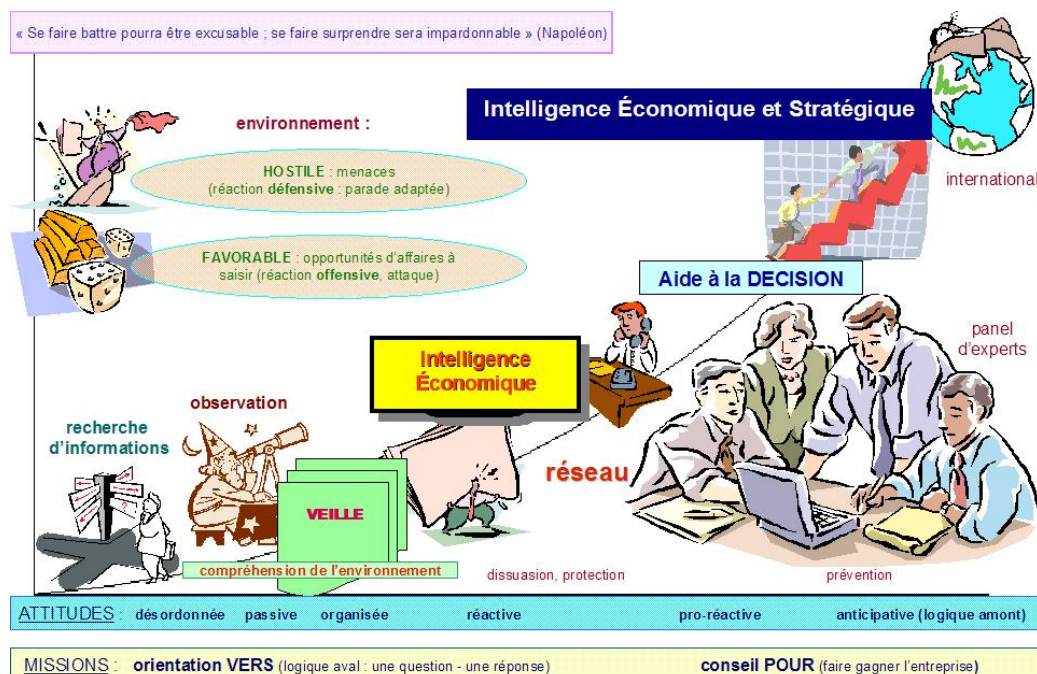 « Se faire battre pourra être excusable ; se faire surprendre sera impardonnable » (Napoléon)
Intelligence Économique et Stratégique
environnement :
HOSTILE : menaces
(réaction défensive : parade adaptée)
international
FAVORABLE : opportunités d'affaires à
saisir (réaction offensive, attaque)
Aide à la DECISION
panel
d'experts
Intelligence
Économique
observation
recherche
d'informations
réseau
VEILLE
compréhension de l'environnement
dissuasion, protection
prévention
ATTITUDES : désordonnée passive organisée réactive pro-réactive anticipative (logique amont)
MISSIONS : orientation VERS (logique aval : une question - une réponse) conseil POUR (faire gagner l'entreprise)